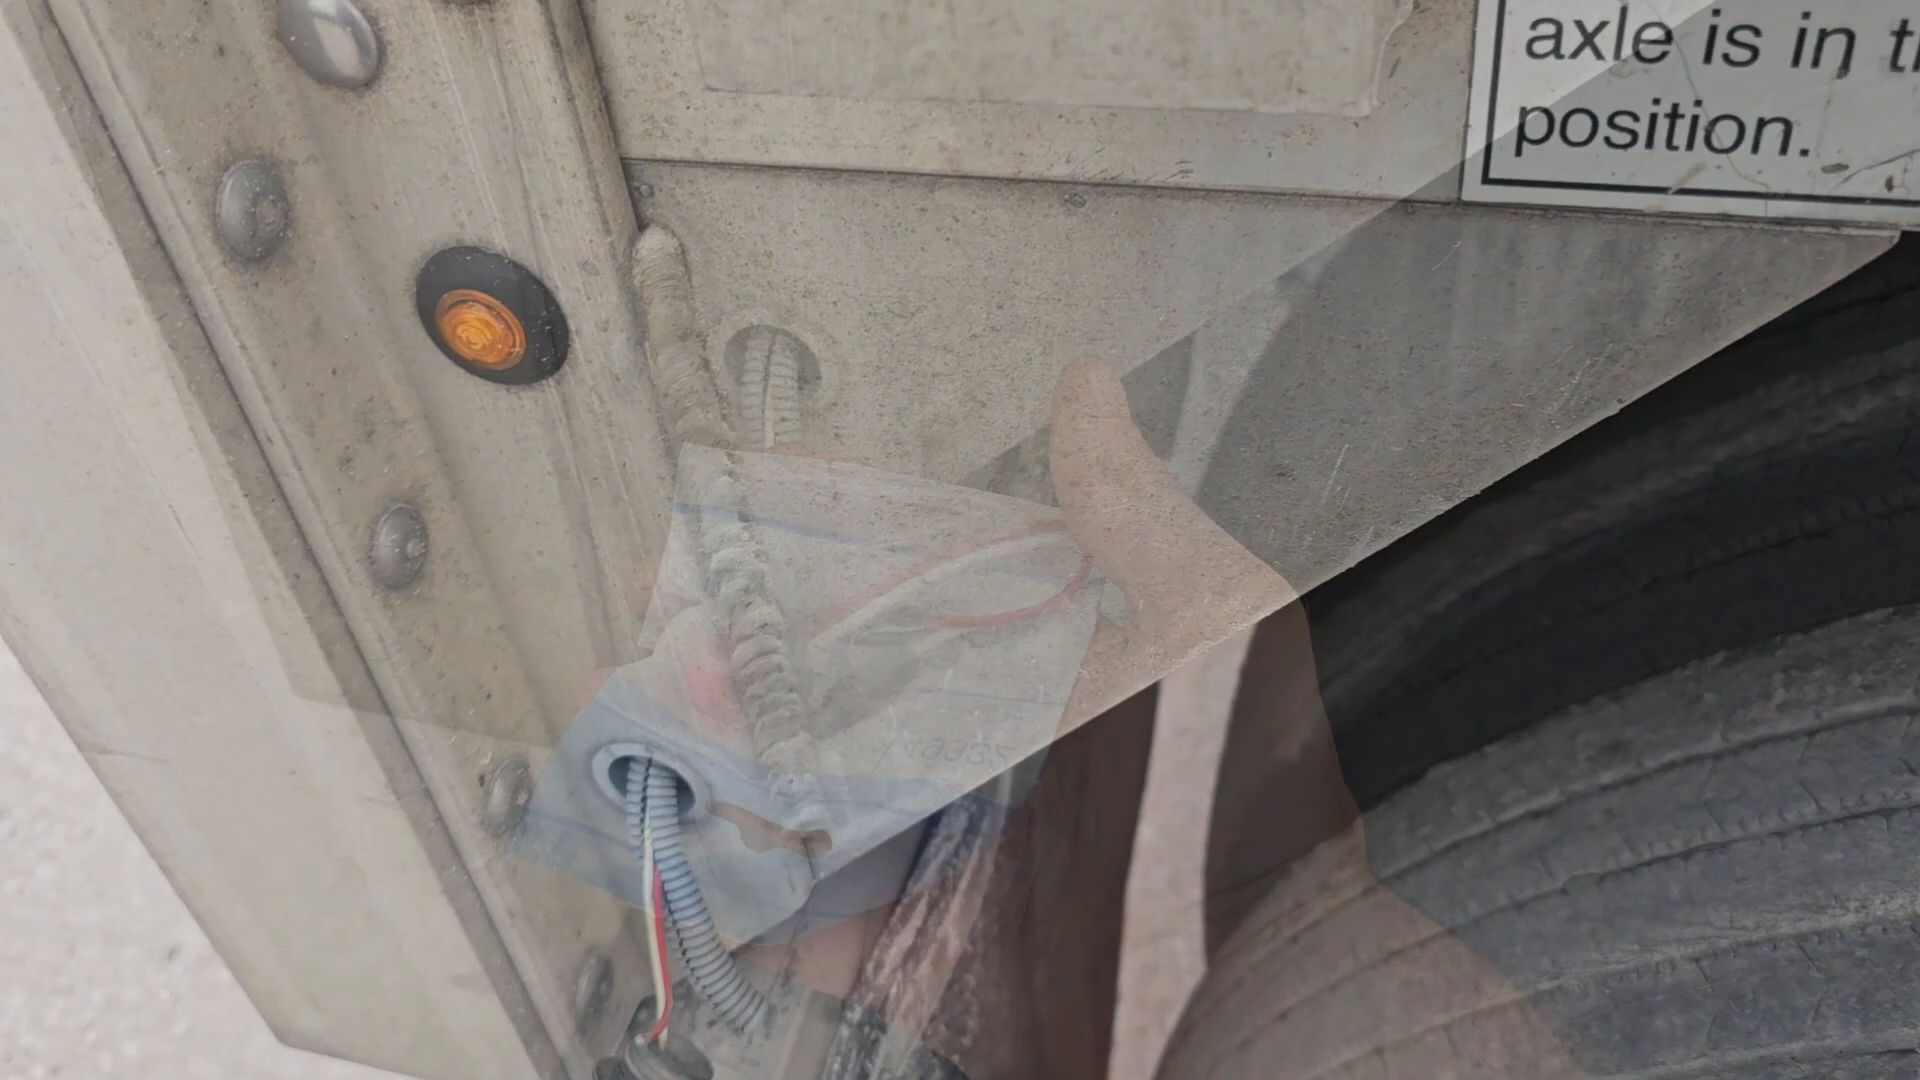 axle is in
position.